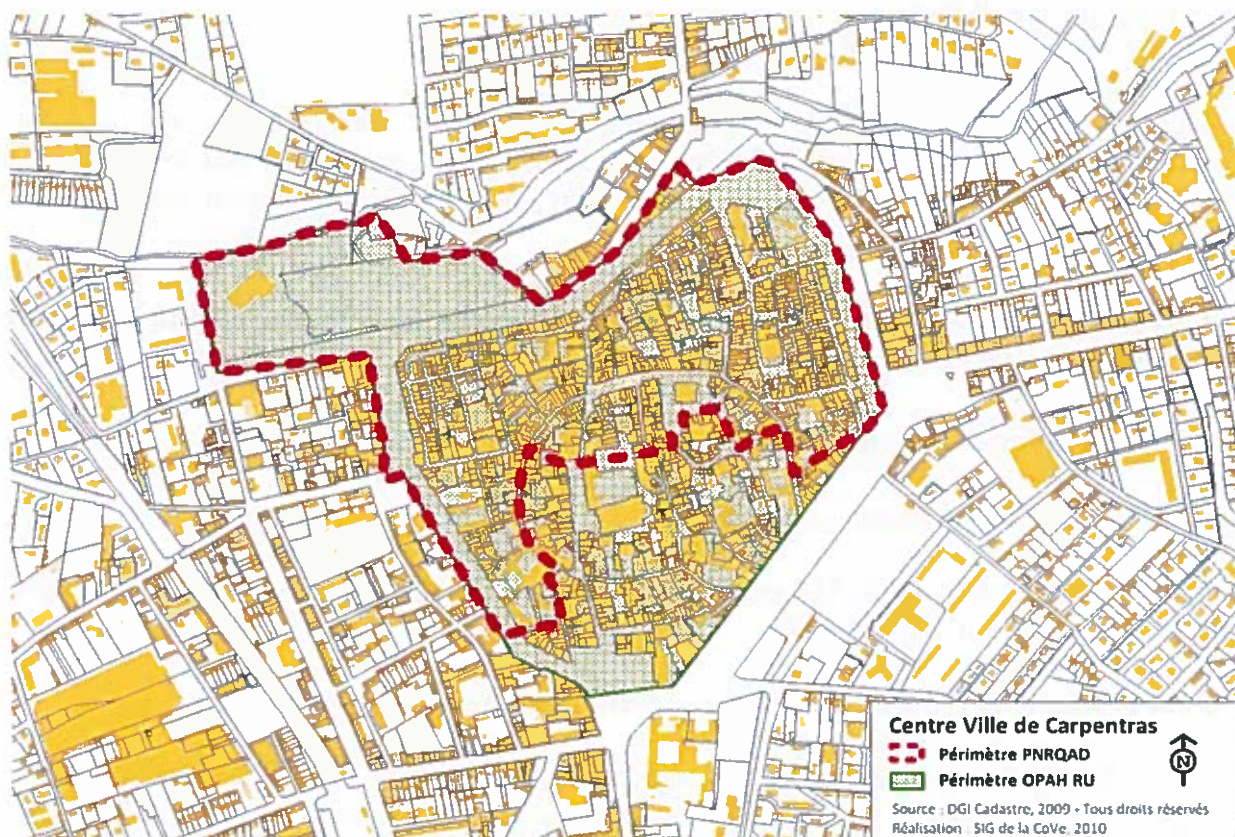 Centre Ville de Carpentras
Périmètre PNRQAD
Périmètre OPAH RU
N
Source : DGI Cadastre, 2009 • Tous droits réservés
Réalisation : SIG de la CoVe, 2010